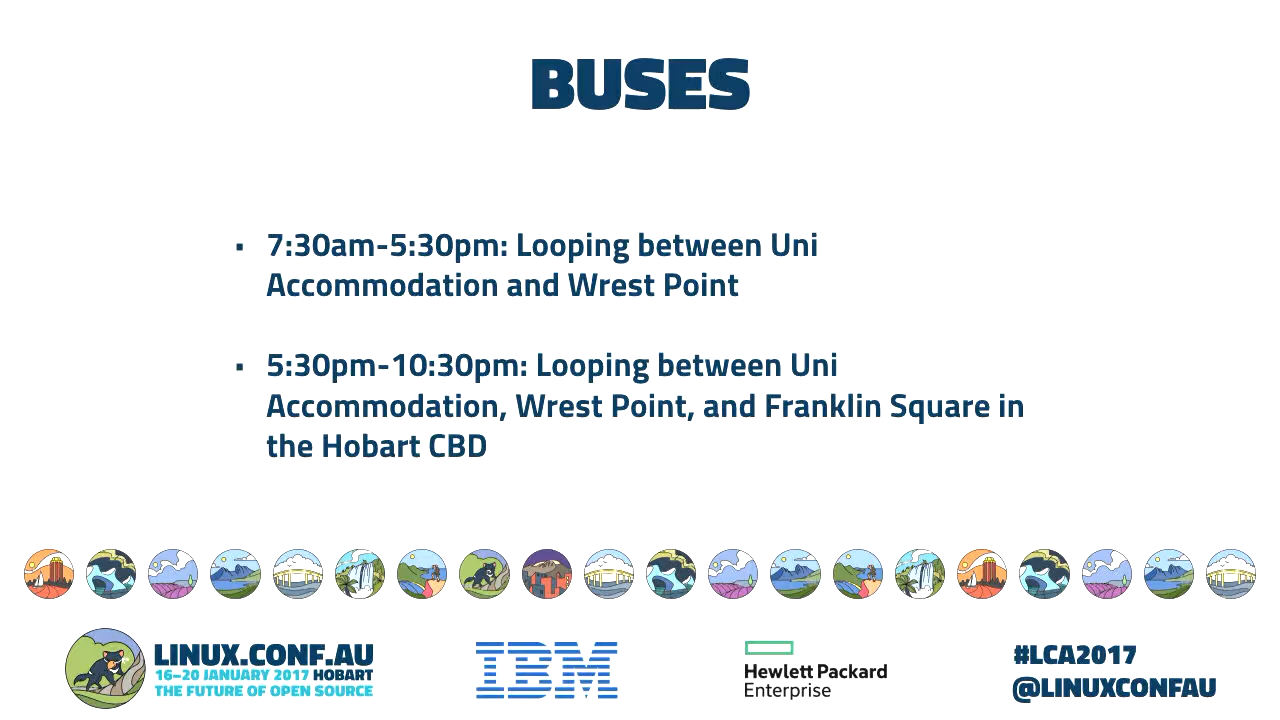 BUSES
▪ 7:30am-5:30pm: Looping between Uni
Accommodation and Wrest Point
▪ 5:30pm-10:30pm: Looping between Uni
Accommodation, Wrest Point, and Franklin Square in
the Hobart CBD
LINUX.CONF.AU
16–20 JANUARY 2017 HOBART
THE FUTURE OF OPEN SOURCE
IBM
Hewlett Packard
Enterprise
#LCA2017
@LINUXCONFAU